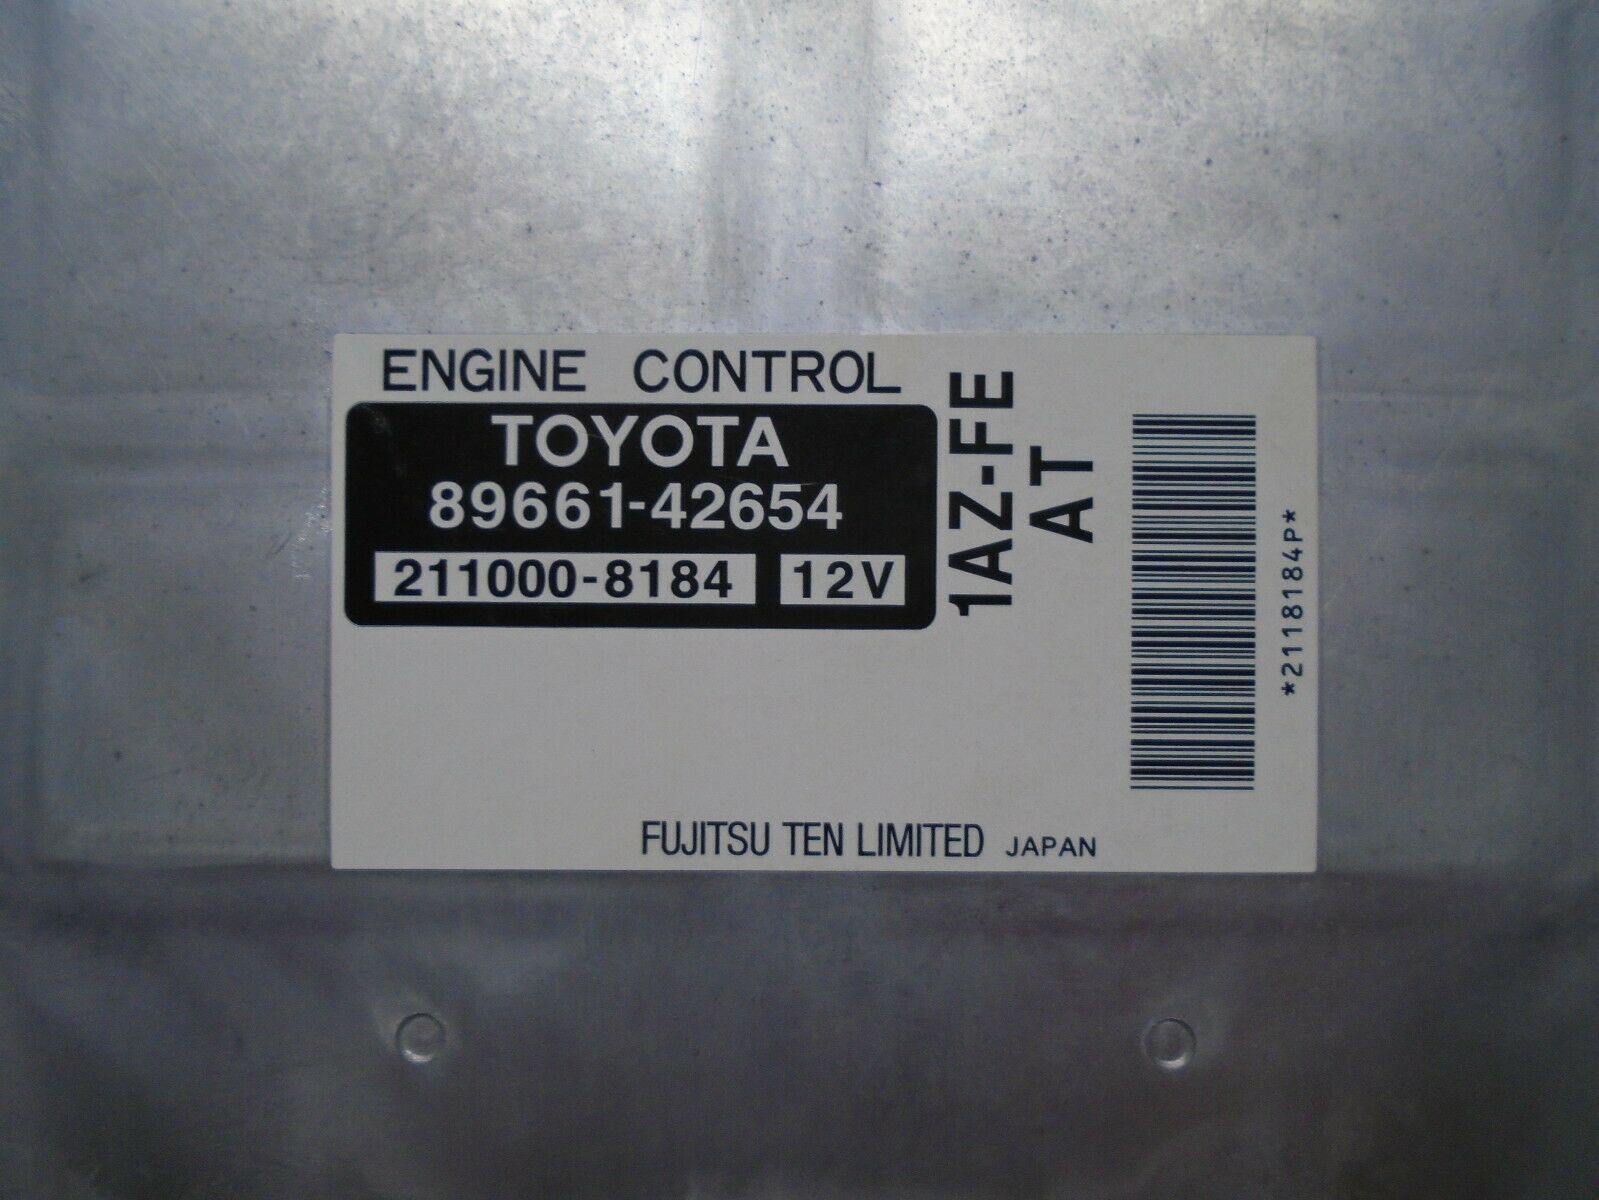 ENGINE CONTROL
TOYOTA
89661-42654
211000-8184 12V
1AZ-FE
AT
*2118184P*
FUJITSU TEN LIMITED JAPAN